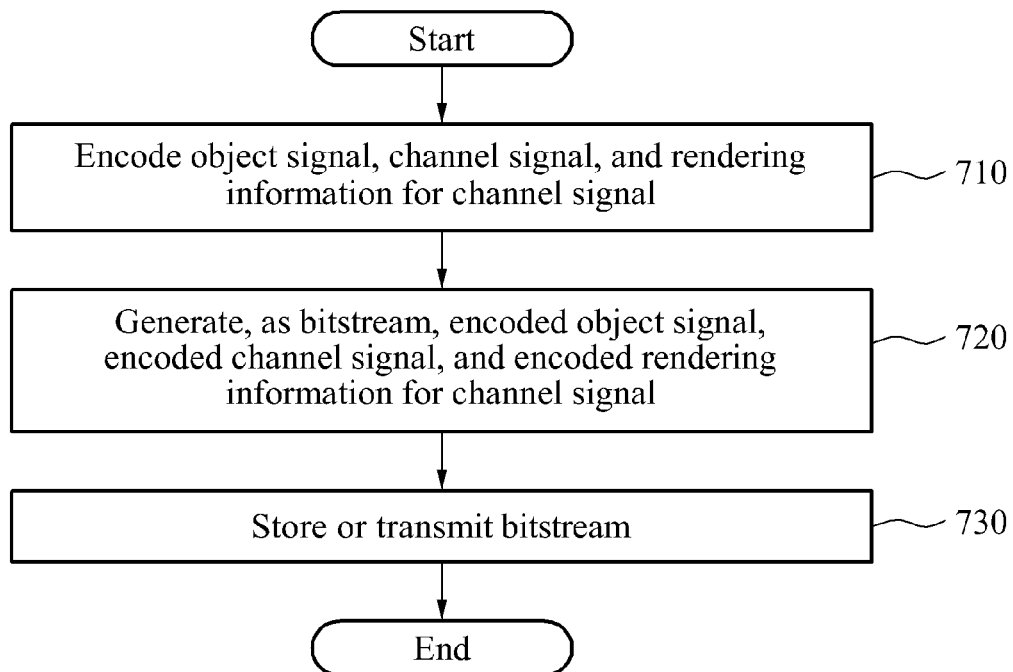 Start
Encode object signal, channel signal, and rendering
information for channel signal
710
Generate, as bitstream, encoded object signal,
encoded channel signal, and encoded rendering
information for channel signal
720
Store or transmit bitstream
730
End